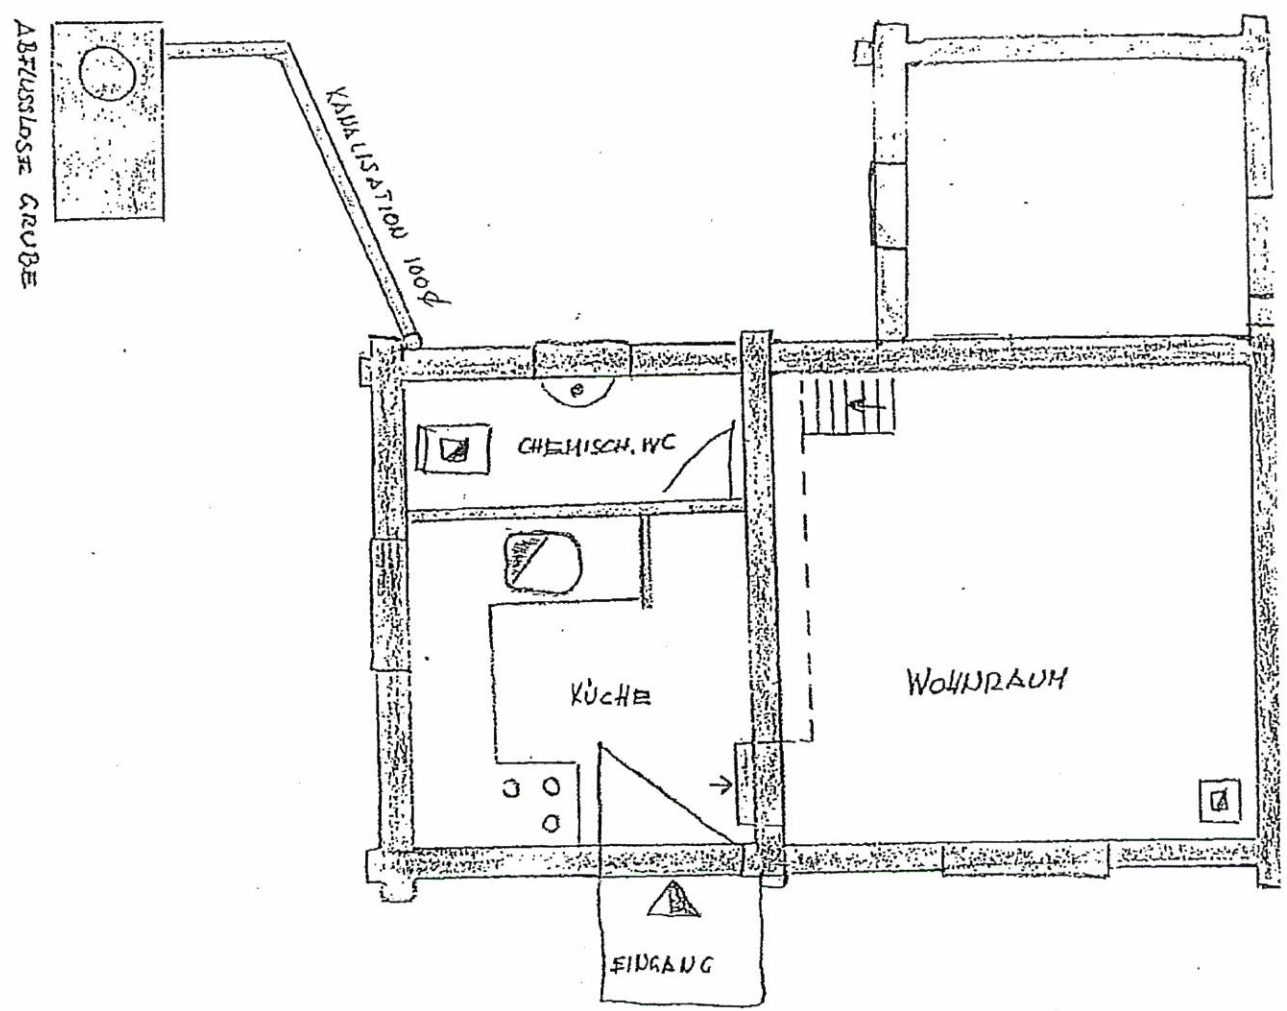 ABFLUSSLOSE GRUBE
KANALISATION 100¢
CHEMISCH. WC
KÜCHE
WOHNRAUM
EINGANG